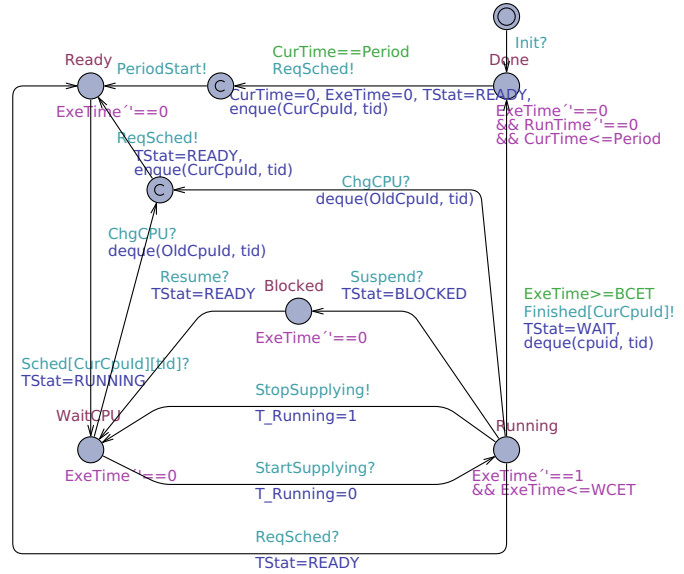 Init?
CurTime==Period
Ready
Done
PeriodStart!
ReqSched!
C
CurTime=0, ExeTime=0, TStat=READY,
enque(CurCpuId, tid)
ExeTime´'==0
ExeTime´'==0
&& RunTime´'==0
&& CurTime<=Period
ReqSched!
TStat=READY,
enque(CurCpuId, tid)
C
ChgCPU?
deque(OldCpuId, tid)
ChgCPU?
deque(OldCpuId, tid)
Resume?
TStat=READY
Blocked
Suspend?
TStat=BLOCKED
ExeTime>=BCET
Finished[CurCpuId]!
TStat=WAIT,
deque(cpuid, tid)
ExeTime´'==0
Sched[CurCpuId][tid]?
TStat=RUNNING
StopSupplying!
T_Running=1
WaitCPU
Running
StartSupplying?
T_Running=0
ExeTime´'==0
ExeTime´'==1
&& ExeTime<=WCET
ReqSched?
TStat=READY